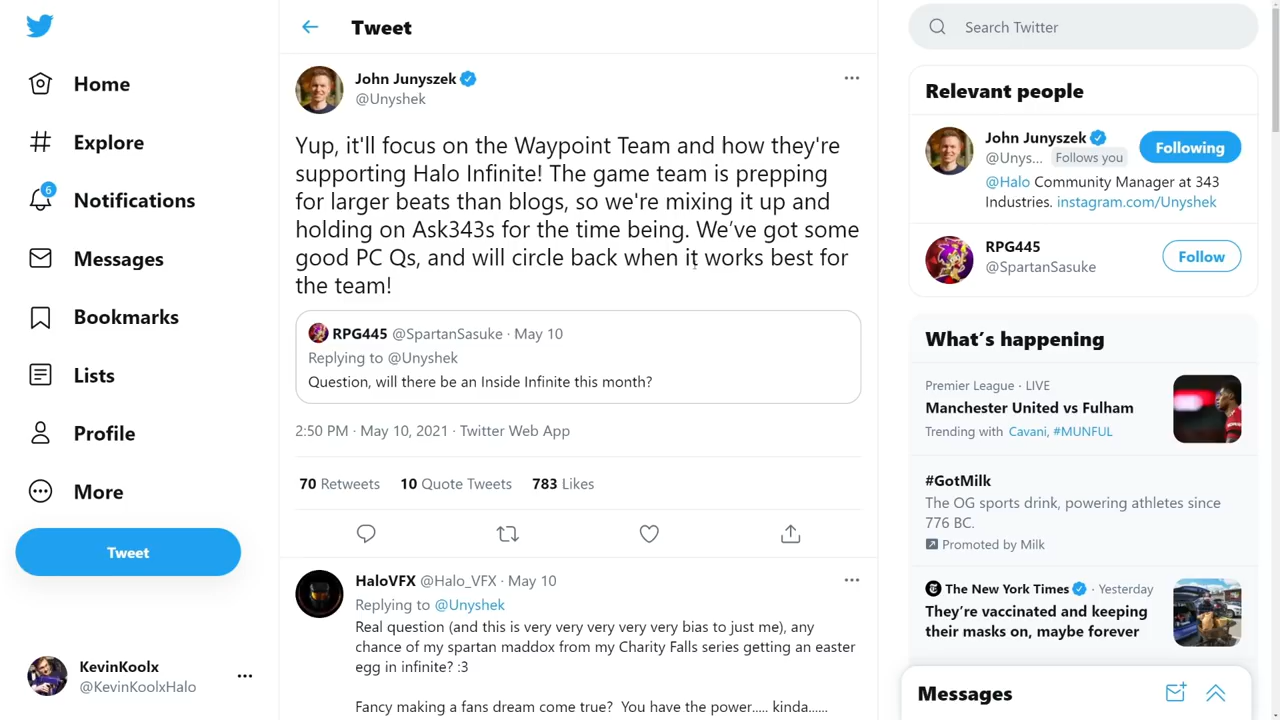 Home
Explore
6
Notifications
Messages
Bookmarks
Lists
Profile
More
Tweet
KevinKoolx
@KevinKoolxHalo
Tweet
John Junyszek
@Unyshek
Yup, it'll focus on the Waypoint Team and how they're
supporting Halo Infinite! The game team is prepping
for larger beats than blogs, so we're mixing it up and
holding on Ask343s for the time being. We’ve got some
good PC Qs, and will circle back when it works best for
the team!
RPG445 @SpartanSasuke · May 10
Replying to @Unyshek
Question, will there be an Inside Infinite this month?
2:50 PM · May 10, 2021 · Twitter Web App
70 Retweets 10 Quote Tweets 783 Likes
HaloVFX @Halo_VFX · May 10
Replying to @Unyshek
Real question (and this is very very very very very bias to just me), any
chance of my spartan maddox from my Charity Falls series getting an easter
egg in infinite? :3
Fancy making a fans dream come true? You have the power..... kinda......
Search Twitter
Relevant people
John Junyszek
@Unys... Follows you
Following
@Halo Community Manager at 343
Industries. instagram.com/Unyshek
RPG445
@SpartanSasuke
Follow
What’s happening
Premier League · LIVE
Manchester United vs Fulham
Trending with Cavani, #MUNFUL
#GotMilk
The OG sports drink, powering athletes since
776 BC.
Promoted by Milk
The New York Times · Yesterday
They’re vaccinated and keeping
their masks on, maybe forever
Messages